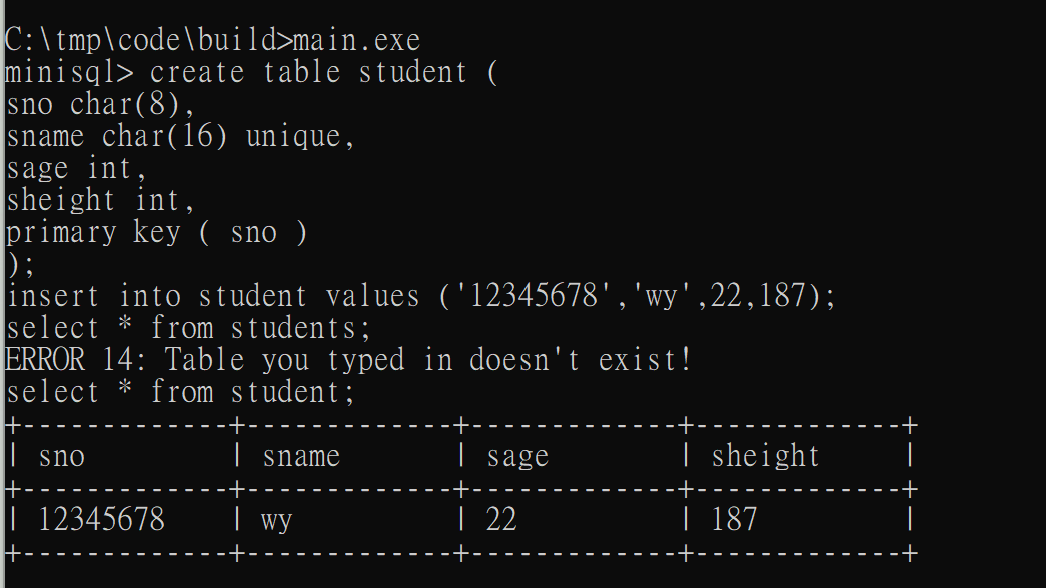 C:\tmp\code\build>main.exe
minisql> create table student (
sno char(8),
sname char(16) unique,
sage int,
sheight int,
primary key ( sno )
);
insert into student values ('12345678','wy',22,187);
select * from students;
ERROR 14: Table you typed in doesn't exist!
select * from student;
+-------------+-------------+-------------+-------------+
| sno         | sname       | sage        | sheight     |
+-------------+-------------+-------------+-------------+
| 12345678    | wy          | 22          | 187         |
+-------------+-------------+-------------+-------------+